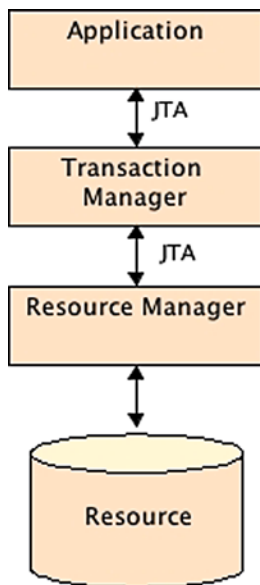 Application
JTA
Transaction
Manager
JTA
Resource Manager
Resource